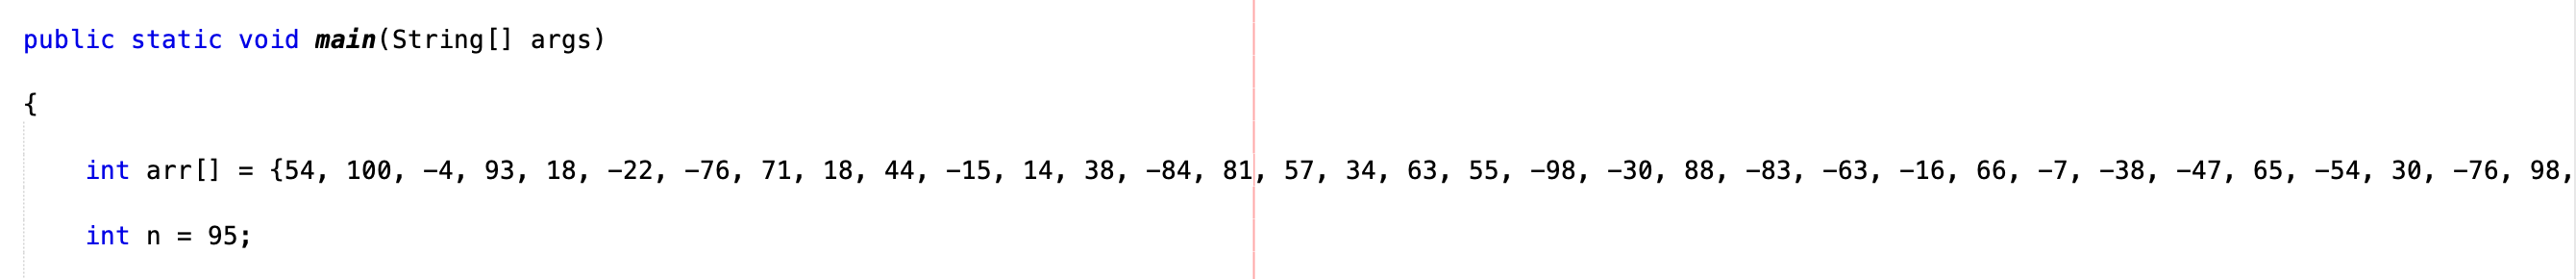 public static void main(String[] args)
{
int arr[] = {54, 100, −4, 93, 18, −22, −76, 71, 18, 44, −15, 14, 38, −84, 81, 57, 34, 63, 55, −98, −30, 88, −83, −63, −16, 66, −7, −38, −47, 65, −54, 30, −76, 98,
int n = 95;